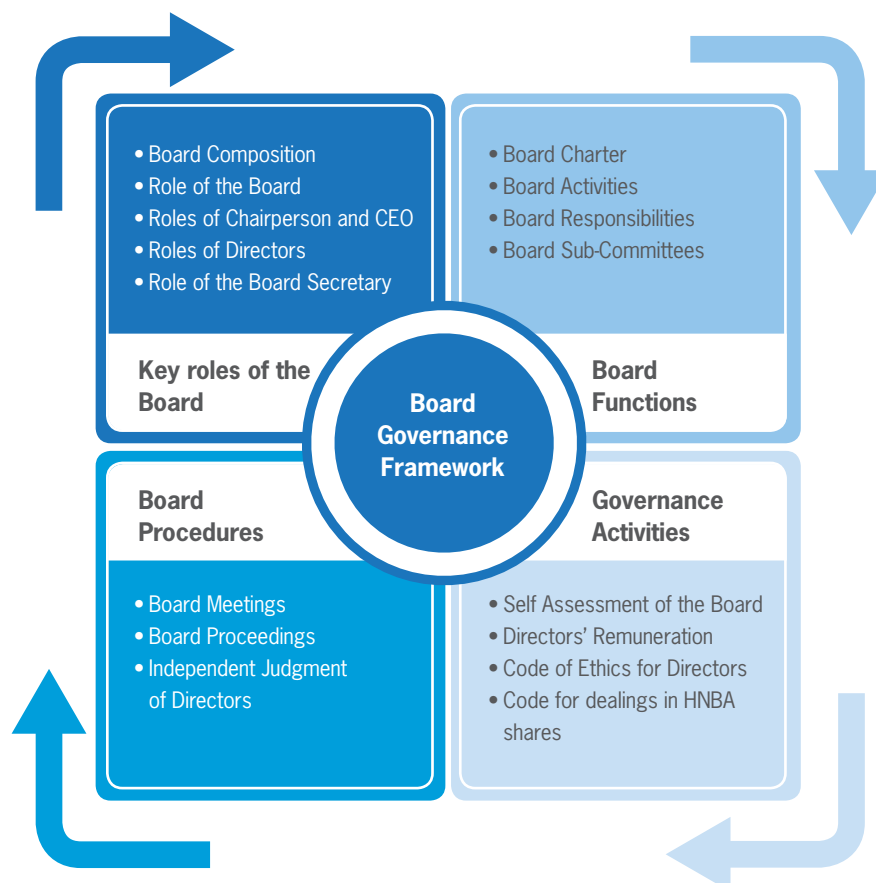 • Board Composition
• Role of the Board
• Roles of Chairperson and CEO
• Roles of Directors
• Role of the Board Secretary
Key roles of the
Board
• Board Charter
• Board Activities
• Board Responsibilities
• Board Sub-Committees
Board
Functions
Board
Governance
Framework
Board
Procedures
• Board Meetings
• Board Proceedings
• Independent Judgment
of Directors
Governance
Activities
• Self Assessment of the Board
• Directors’ Remuneration
• Code of Ethics for Directors
• Code for dealings in HNBA
shares